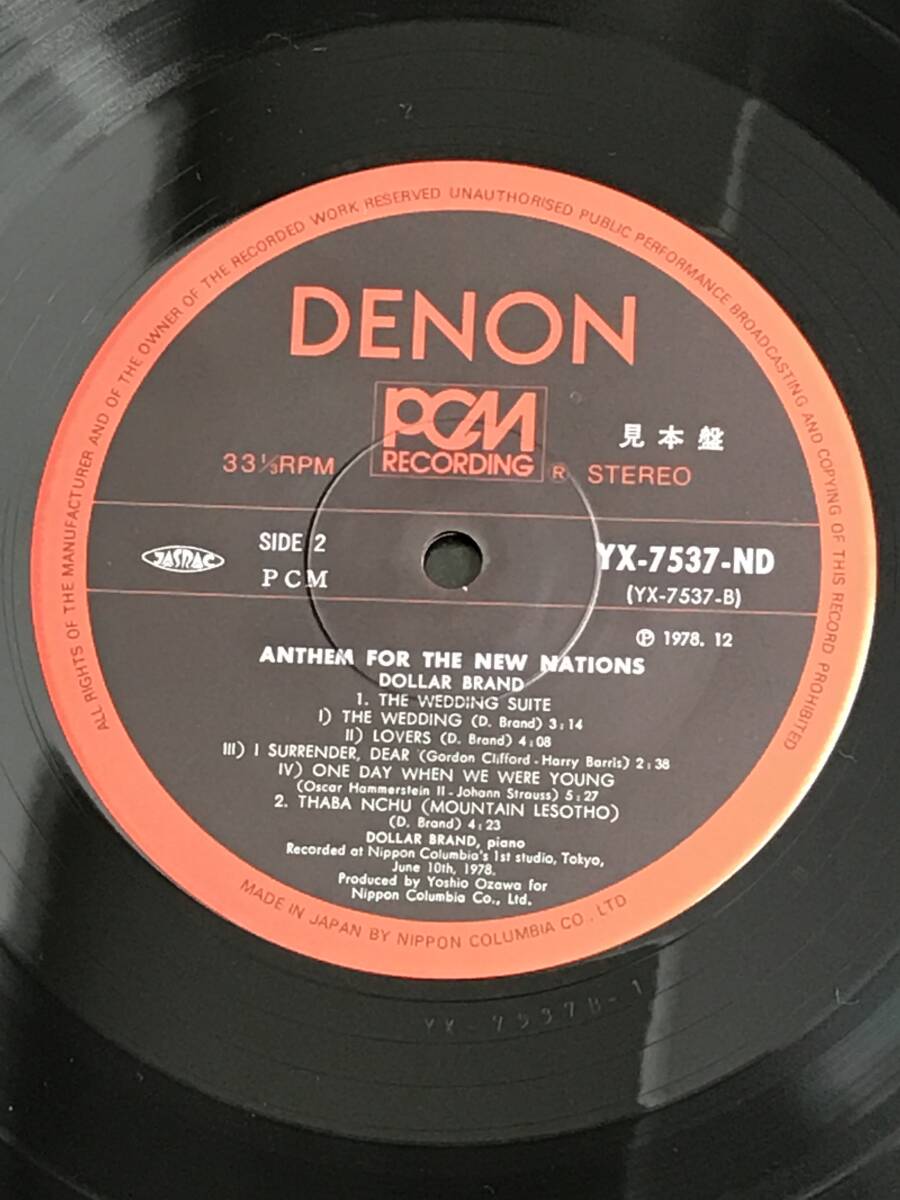 ALL RIGHTS OF THE MANUFACTURER AND OF THE OWNER OF THE RECORDED WORK RESERVED UNAUTHORISED PUBLIC PERFORMANCE BROADCASTING AND COPYING OF THIS RECORD PROHIBITED
DENON
PCM
RECORDING
見本盤
33⅓RPM
® STEREO
JASRAC
SIDE 2
PCM
YX-7537-ND
(YX-7537-B)
Ⓟ 1978. 12
ANTHEM FOR THE NEW NATIONS
DOLLAR BRAND
1. THE WEDDING SUITE
I) THE WEDDING (D. Brand) 3:14
II) LOVERS (D. Brand) 4:08
III) I SURRENDER, DEAR (Gordon Clifford - Harry Barris) 2:38
IV) ONE DAY WHEN WE WERE YOUNG
(Oscar Hammerstein II - Johann Strauss) 5:27
2. THABA NCHU (MOUNTAIN LESOTHO)
(D. Brand) 4:23
DOLLAR BRAND, piano
Recorded at Nippon Columbia's 1st studio, Tokyo,
June 10th, 1978.
Produced by Yoshio Ozawa for
Nippon Columbia Co., Ltd.
MADE IN JAPAN BY NIPPON COLUMBIA CO., LTD
YX-7537B-1